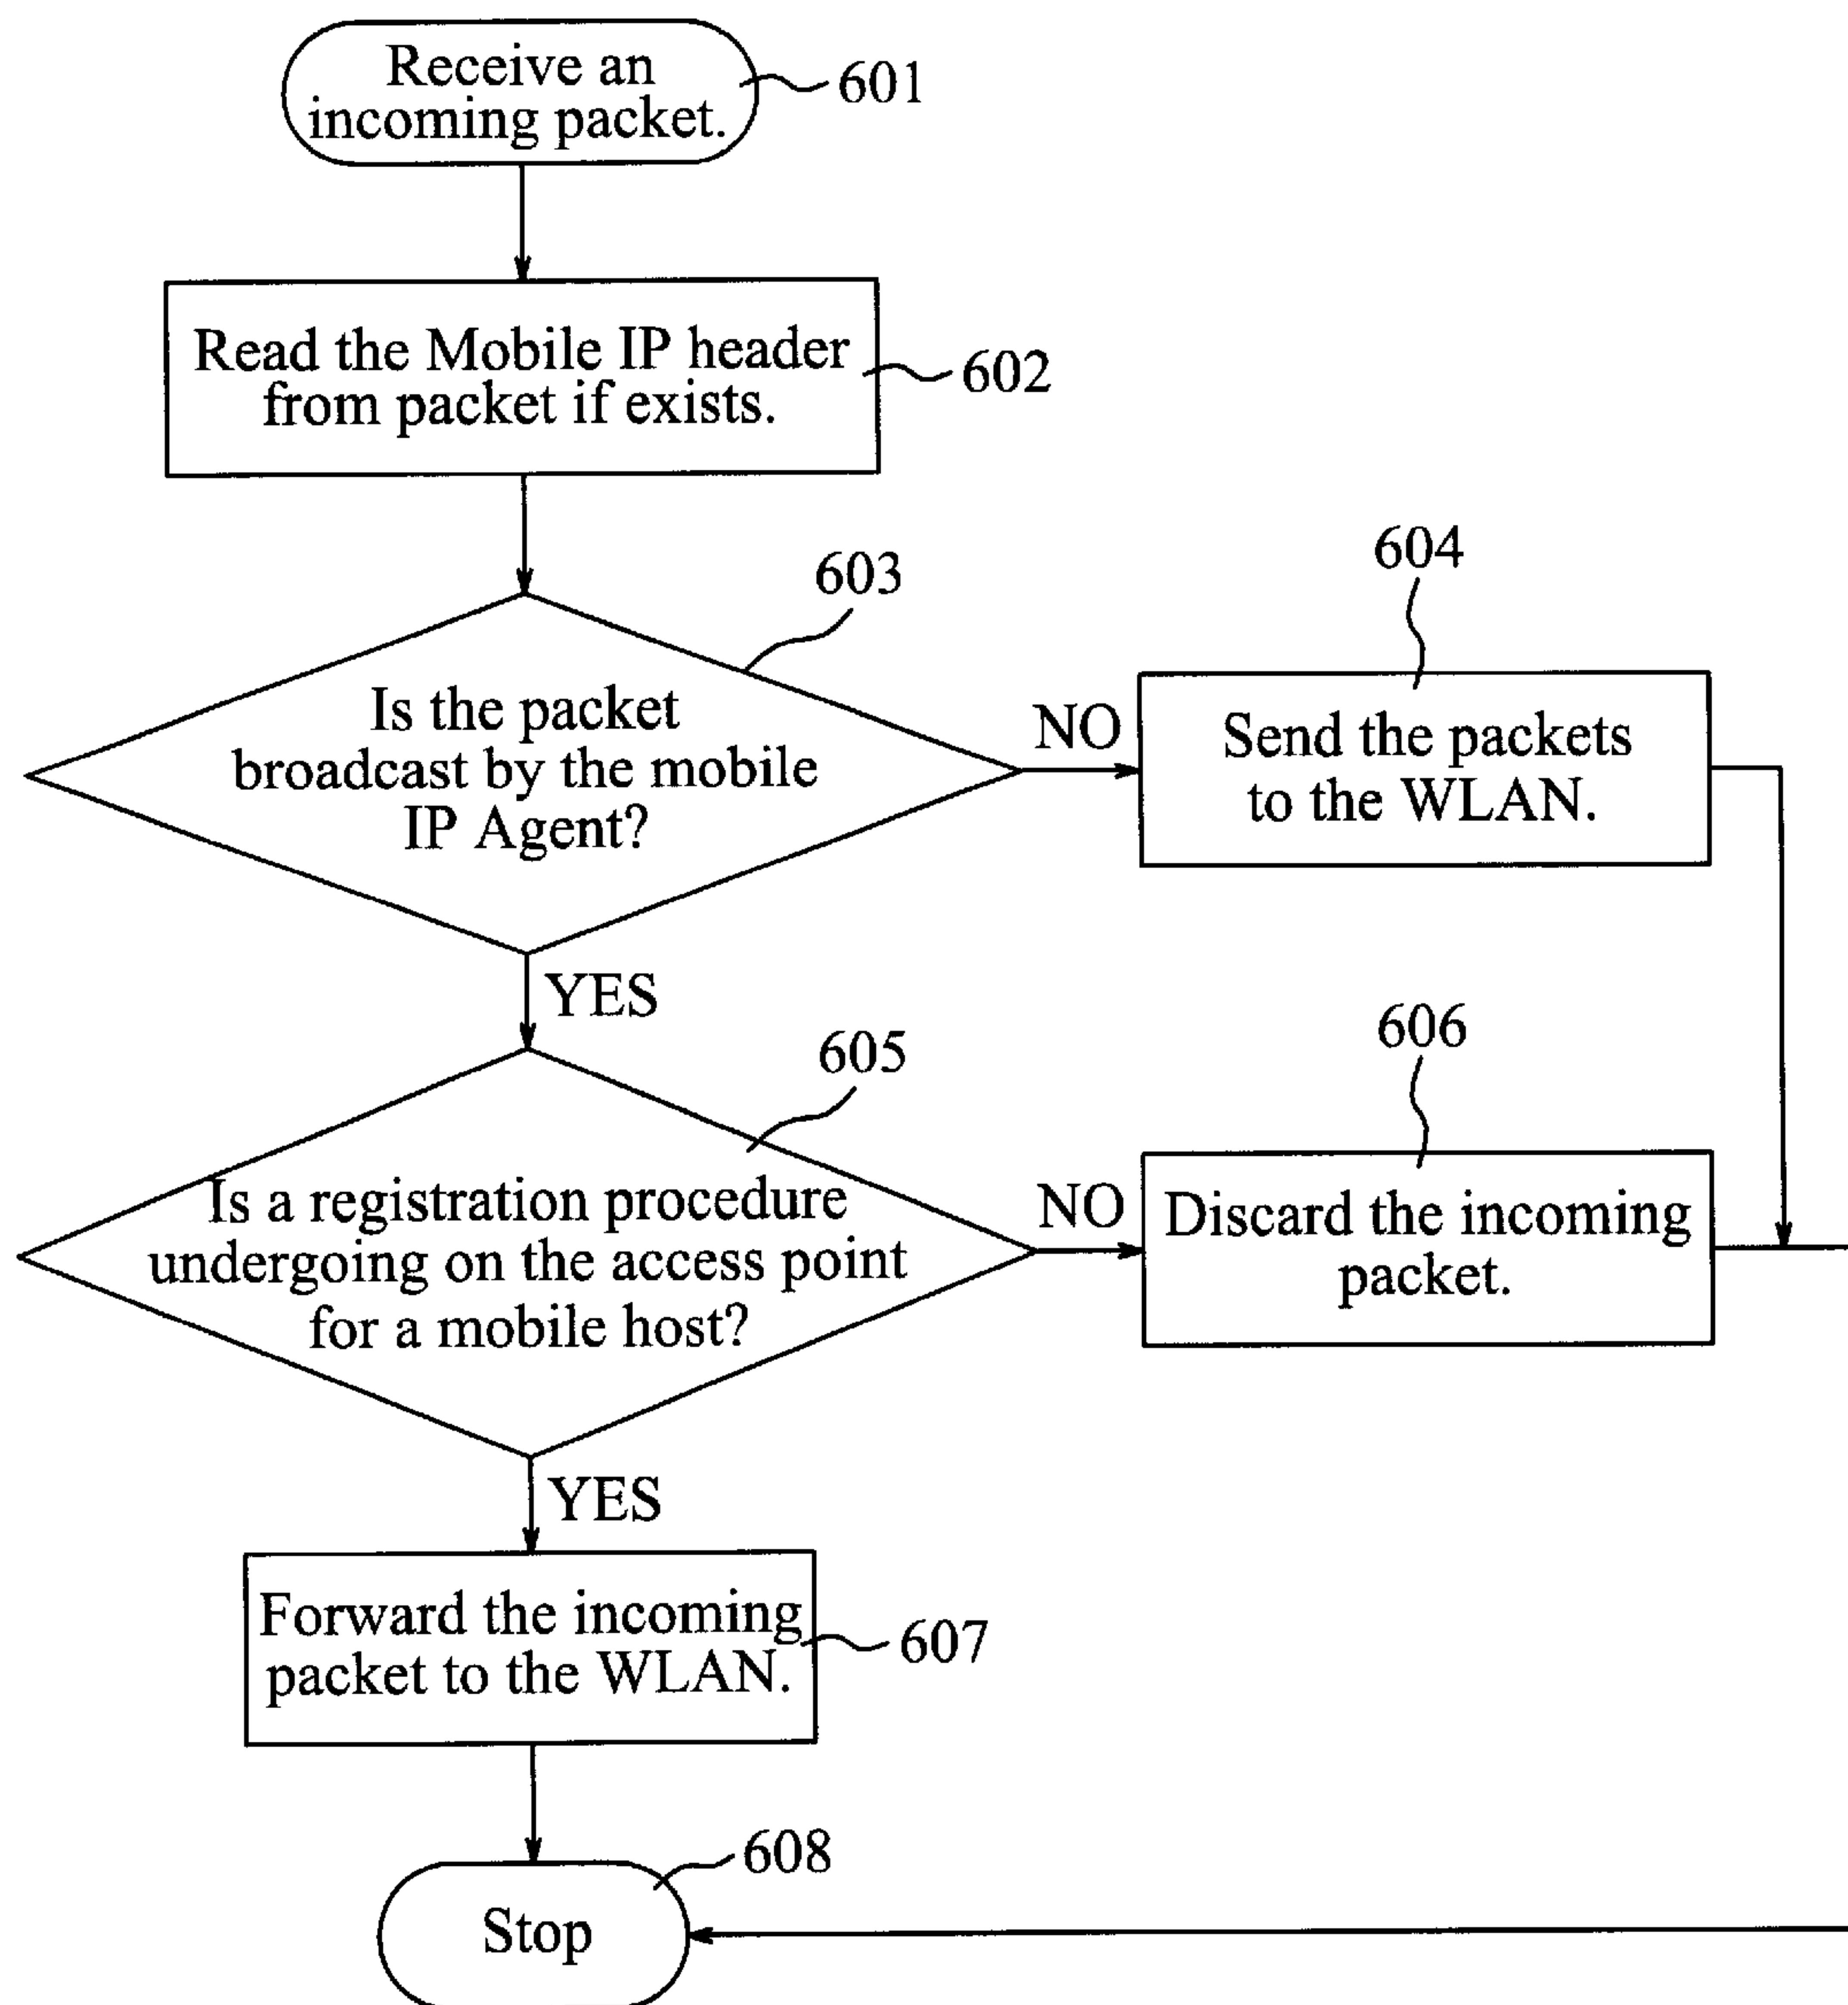 Receive an
incoming packet.
601
Read the Mobile IP header
from packet if exists.
602
603
Is the packet
broadcast by the mobile
IP Agent?
NO
604
Send the packets
to the WLAN.
YES
605
Is a registration procedure
undergoing on the access point
for a mobile host?
NO
606
Discard the incoming
packet.
YES
Forward the incoming
packet to the WLAN.
607
608
Stop